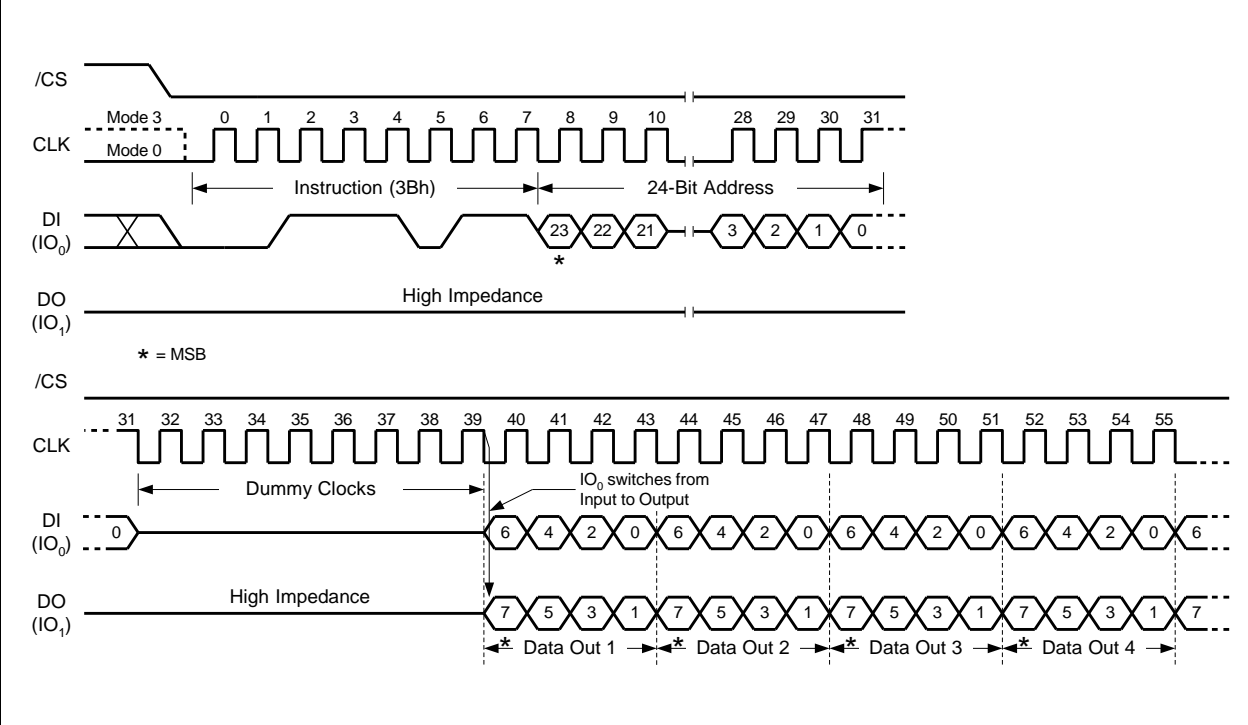 /CS
Mode 3 0 1 2 3 4 5 6 7 8 9 10 28 29 30 31
CLK
Mode 0
Instruction (3Bh) 24-Bit Address
DI
(IO0) 23 22 21 3 2 1 0
*
High Impedance
DO
(IO1)
* = MSB
/CS
31 32 33 34 35 36 37 38 39 40 41 42 43 44 45 46 47 48 49 50 51 52 53 54 55
CLK
Dummy Clocks
IO0 switches from
Input to Output
DI
(IO0) 0 6 4 2 0 6 4 2 0 6 4 2 0 6 4 2 0 6
High Impedance
DO
(IO1) 7 5 3 1 7 5 3 1 7 5 3 1 7 5 3 1 7
* Data Out 1 * Data Out 2 * Data Out 3 * Data Out 4